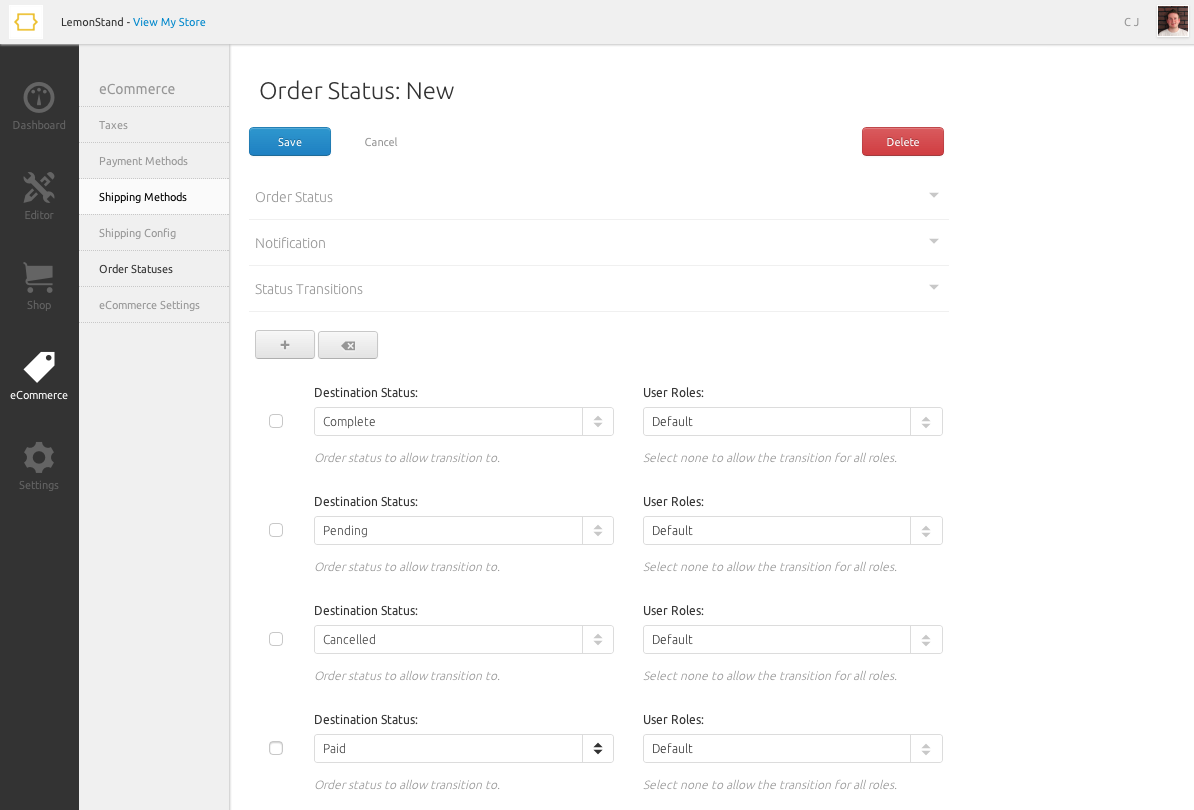 LemonStand - View My Store
C J
Dashboard
Editor
Shop
eCommerce
Settings
eCommerce
Taxes
Payment Methods
Shipping Methods
Shipping Config
Order Statuses
eCommerce Settings
Order Status: New
Save
Cancel
Delete
Order Status
Notification
Status Transitions
+
Destination Status:
User Roles:
Complete
Default
Order status to allow transition to.
Select none to allow the transition for all roles.
Destination Status:
User Roles:
Pending
Default
Order status to allow transition to.
Select none to allow the transition for all roles.
Destination Status:
User Roles:
Cancelled
Default
Order status to allow transition to.
Select none to allow the transition for all roles.
Destination Status:
User Roles:
Paid
Default
Order status to allow transition to.
Select none to allow the transition for all roles.